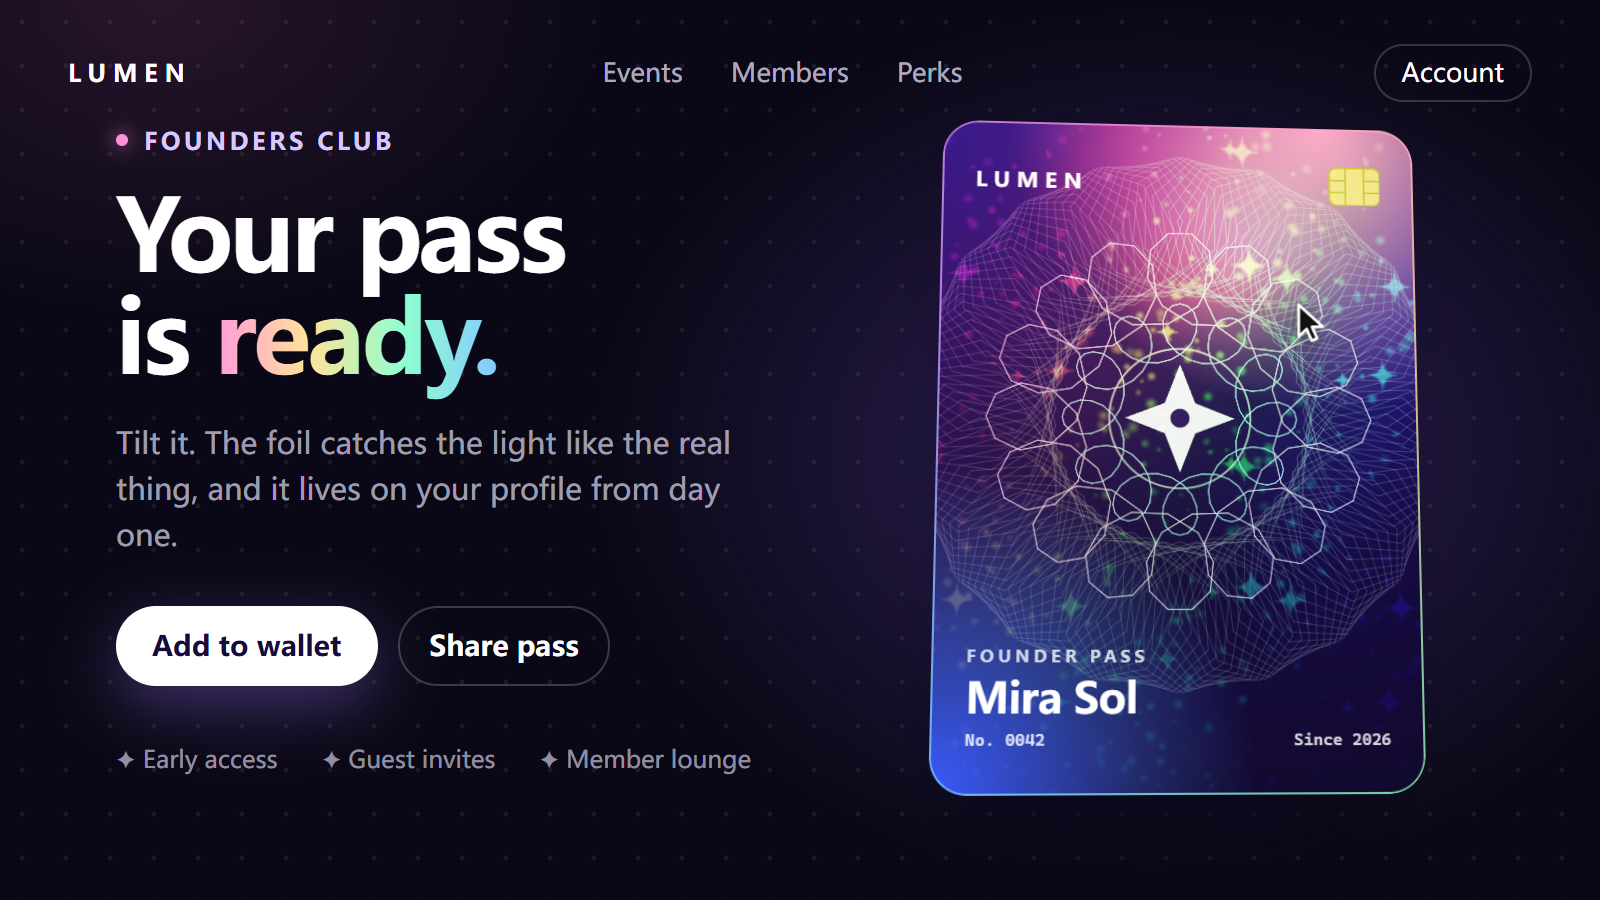 LUMEN
Events
Members
Perks
Account
FOUNDERS CLUB
Your pass
is ready.
Tilt it. The foil catches the light like the real
thing, and it lives on your profile from day
one.
Add to wallet
Share pass
✦ Early access
✦ Guest invites
✦ Member lounge
LUMEN
FOUNDER PASS
Mira Sol
No. 0042
Since 2026